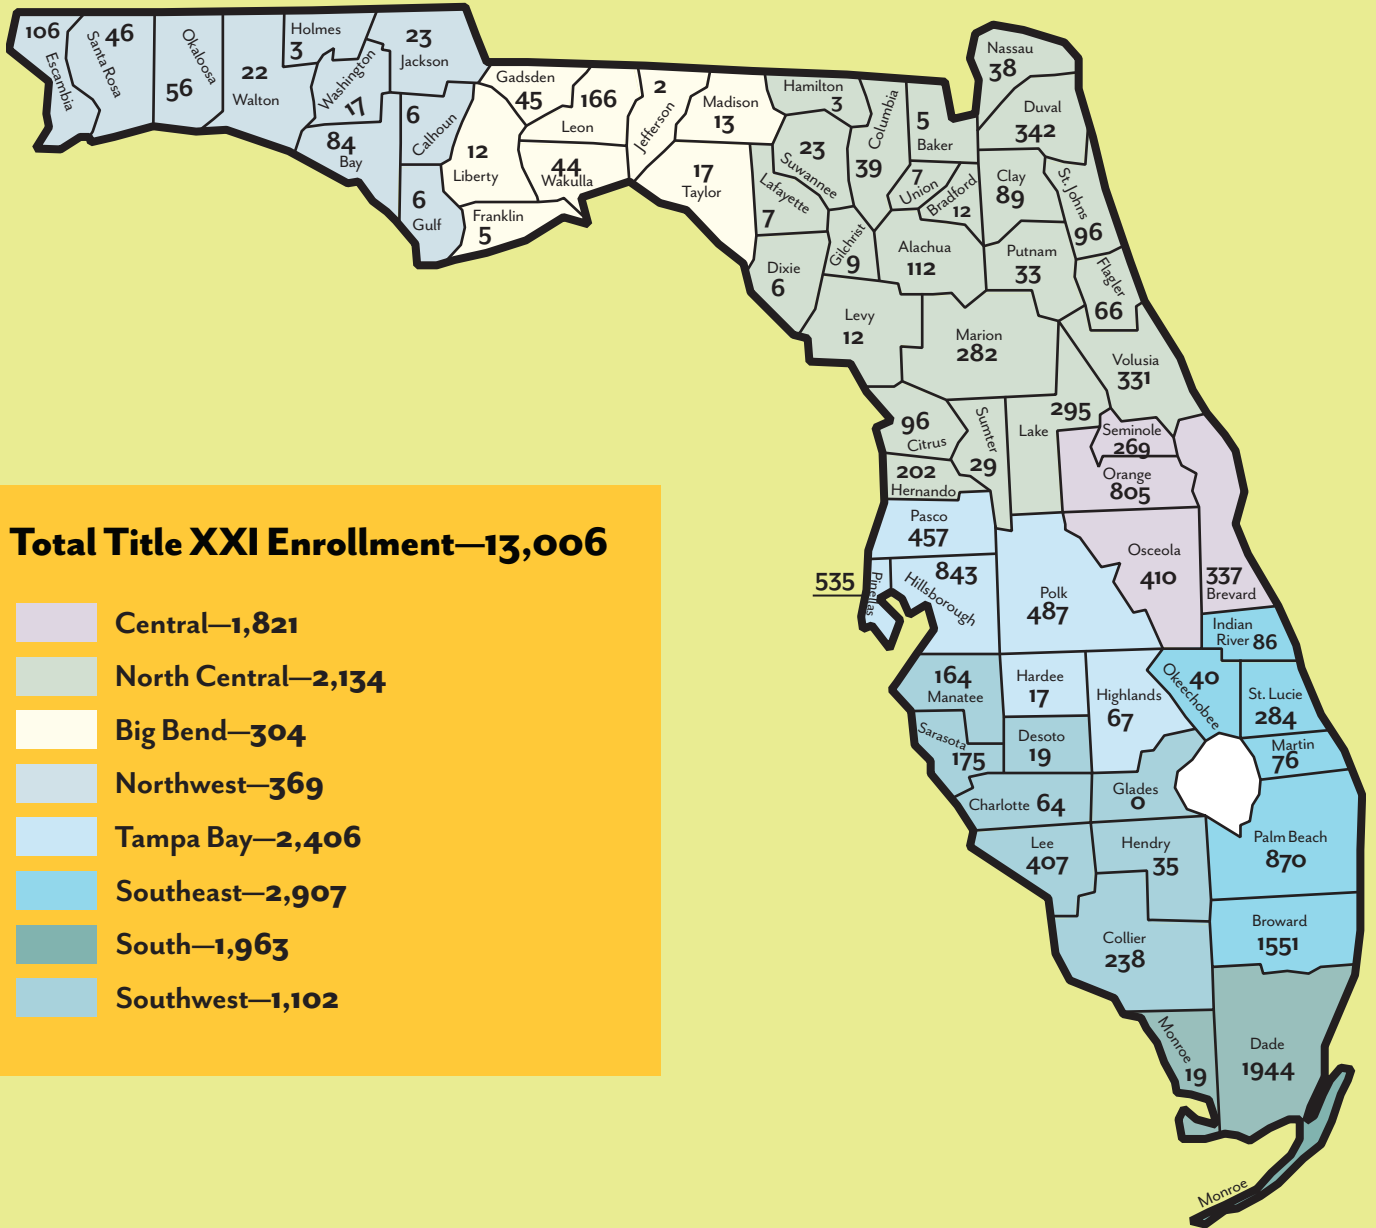 106
Escambia
46
Santa Rosa
Okaloosa
56
22
Walton
Holmes
3
Washington
17
23
Jackson
84
Bay
6
Calhoun
6
Gulf
Gadsden
45
166
Leon
2
Jefferson
Madison
13
12
Liberty
44
Wakulla
17
Taylor
Franklin
5
Hamilton
3
23
Suwannee
Lafayette
7
Columbia
39
5
Baker
Nassau
38
Duval
342
7
Union
Bradford
12
Clay
89
St. Johns
96
Dixie
6
Gilchrist
9
Alachua
112
Putnam
33
Flagler
66
Levy
12
Marion
282
Volusia
331
96
Citrus
Sumter
29
295
Lake
Seminole
269
202
Hernando
Orange
805
Pasco
457
Osceola
410
337
Brevard
535
Pinellas
843
Hillsborough
Polk
487
Indian
River 86
164
Manatee
Hardee
17
Highlands
67
40
Okeechobee
St. Lucie
284
Sarasota
175
Desoto
19
Martin
76
Charlotte 64
Glades
0
Palm Beach
870
Lee
407
Hendry
35
Collier
238
Broward
1551
Monroe
19
Dade
1944
Monroe
Total Title XXI Enrollment—13,006
Central—1,821
North Central—2,134
Big Bend—304
Northwest—369
Tampa Bay—2,406
Southeast—2,907
South—1,963
Southwest—1,102